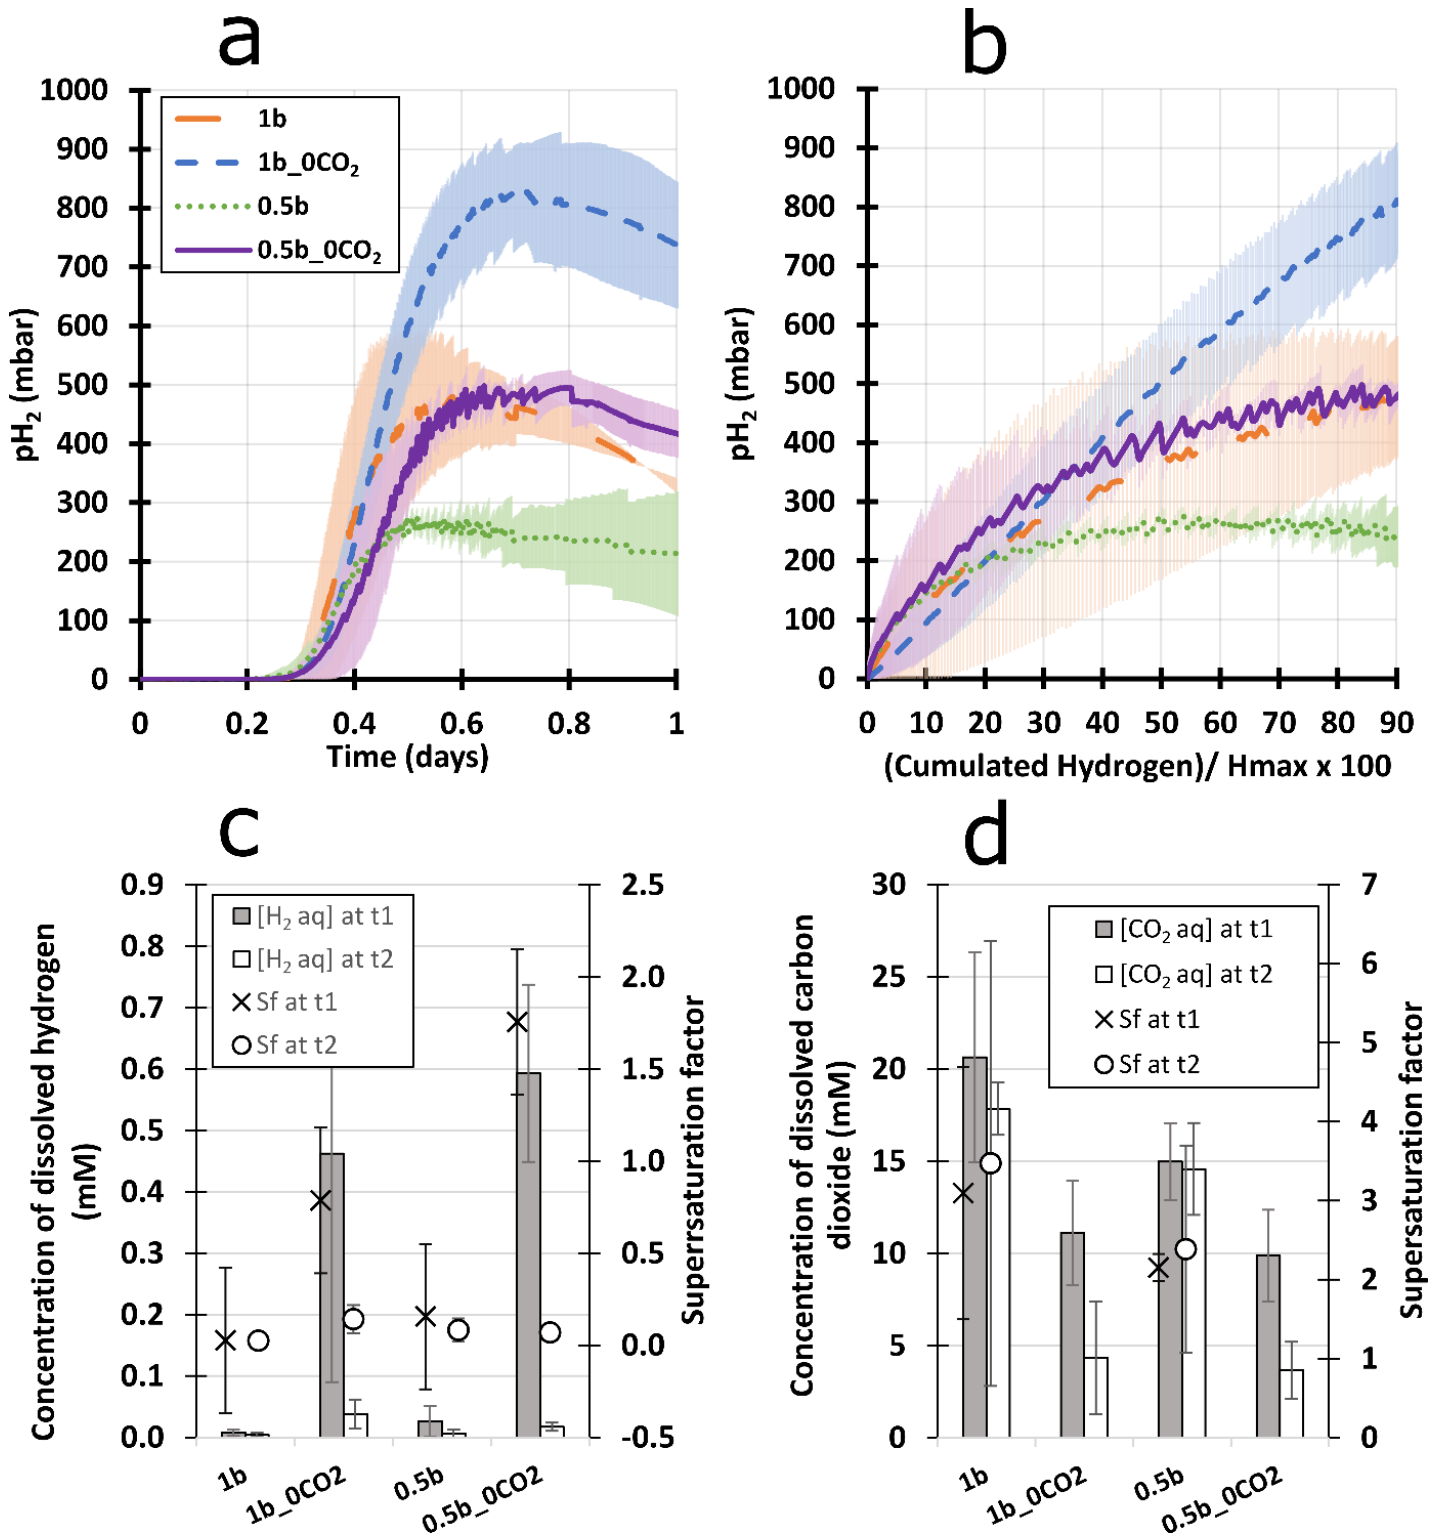 a
1000
900
800
700
600
500
400
300
200
100
0
pH2 (mbar)
1b
1b_0CO2
0.5b
0.5b_0CO2
0 0.2 0.4 0.6 0.8 1
Time (days)
b
1000
900
800
700
600
500
400
300
200
100
0
pH2 (mbar)
0 10 20 30 40 50 60 70 80 90
(Cumulated Hydrogen)/ Hmax x 100
c
Concentration of dissolved hydrogen
(mM)
0.9
0.8
0.7
0.6
0.5
0.4
0.3
0.2
0.1
0.0
[H2 aq] at t1
[H2 aq] at t2
Sf at t1
Sf at t2
2.5
2.0
1.5
1.0
0.5
0.0
-0.5
Superrsaturation factor
1b 1b_0CO2 0.5b 0.5b_0CO2
d
Concentration of dissolved carbon
dioxide (mM)
30
25
20
15
10
5
0
[CO2 aq] at t1
[CO2 aq] at t2
Sf at t1
Sf at t2
7
6
5
4
3
2
1
0
Supersaturation factor
1b 1b_0CO2 0.5b 0.5b_0CO2